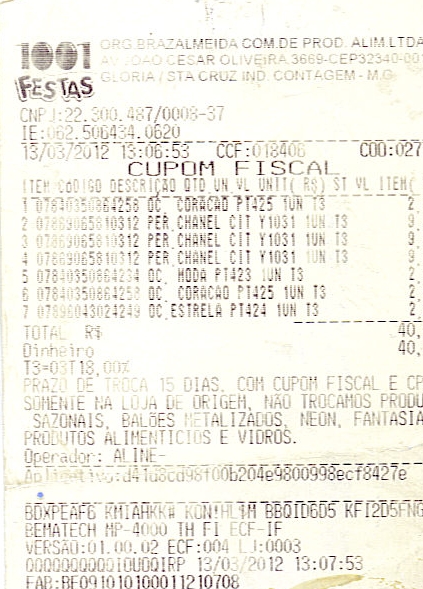 1001
FESTAS
ORG.BRAZALMEIDA COM.DE PROD. ALIM.LTDA
AV JOAO CESAR OLIVEIRA,3669-CEP32340-001
GLORIA / STA CRUZ IND. CONTAGEM - M.G
CNPJ:22.300.487/0003-37
IE:062.506434.0620
13/03/2012 13:06:53 CCF:018406 COO:027
CUPOM FISCAL
ITEM CÓDIGO DESCRIÇÃO QTD UN VL UNIT( R$) ST VL ITEM(
1 07840350864258 OC. CORACAO PT425 1UN T3 2
2 07869065810312 PER.CHANEL CIT Y1031 1UN T3 9
3 07869065810312 PER.CHANEL CIT Y1031 1UN T3 9
4 07869065810312 PER.CHANEL CIT Y1031 1UN T3 9
5 07840350864234 OC. MODA PT423 1UN T3 2
6 07840350864258 OC. CORACAO PT425 1UN T3 2
7 07896043024249 OC.ESTRELA PT424 1UN T3 2
TOTAL R$ 40,
Dinheiro 40,
T3=03T18,00%
PRAZO DE TROCA 15 DIAS, COM CUPOM FISCAL E CP
SOMENTE NA LOJA DE ORIGEM, NÃO TROCAMOS PRODU
SAZONAIS, BALÕES METALIZADOS, NEON, FANTASIA
PRODUTOS ALIMENTICIOS E VIDROS.
Operador: ALINE-
Aplicativo:d41d8cd98f00b204e9800998ecf8427e
BEMATECH MP-4000 TH FI ECF-IF
VERSÃO:01.00.02 ECF:004 LJ:0003
13/03/2012 13:07:53
FAB:BE091010100011210708